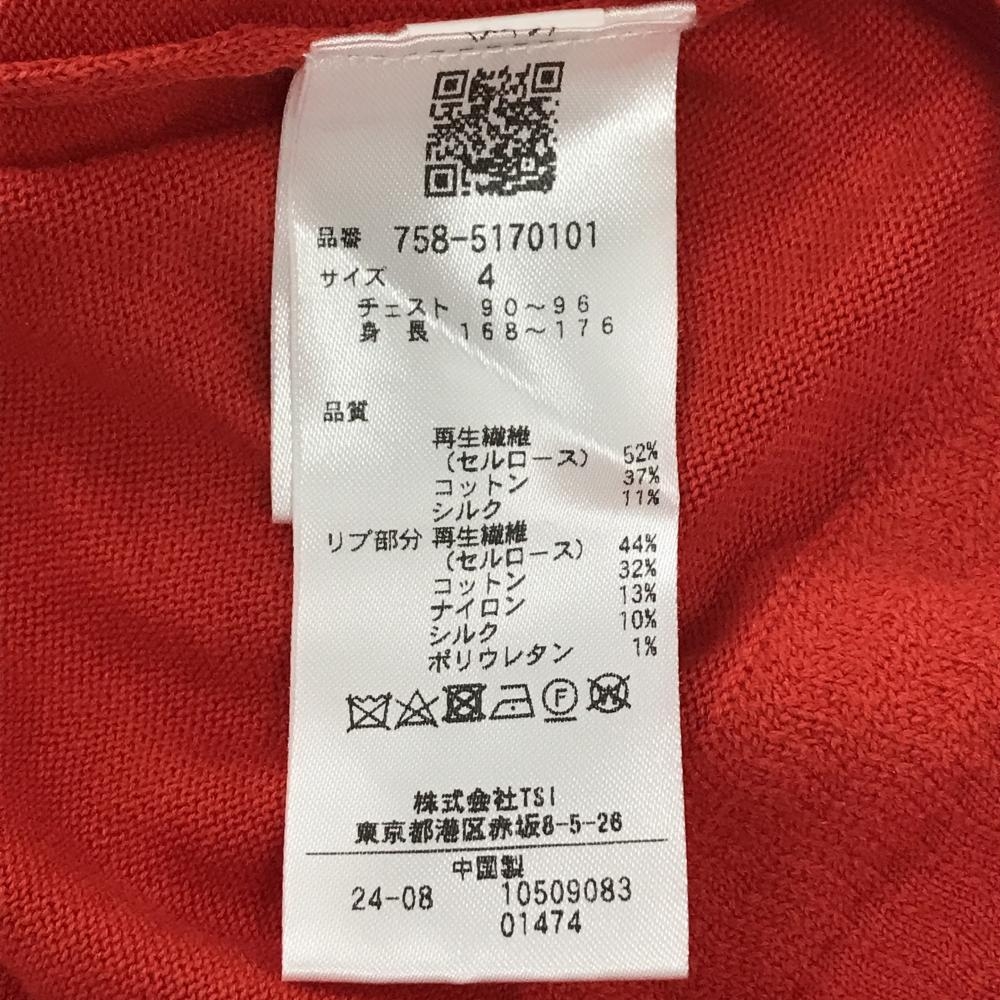 品番 758-5170101
サイズ 4
チェスト 90～96
身長 168～176
品質
再生繊維
(セルロース) 52%
コットン 37%
シルク 11%
リブ部分 再生繊維
(セルロース) 44%
コットン 32%
ナイロン 13%
シルク 10%
ポリウレタン 1%
F
W
株式会社TSI
東京都港区赤坂8-5-26
中国製
24-08 10509083
01474